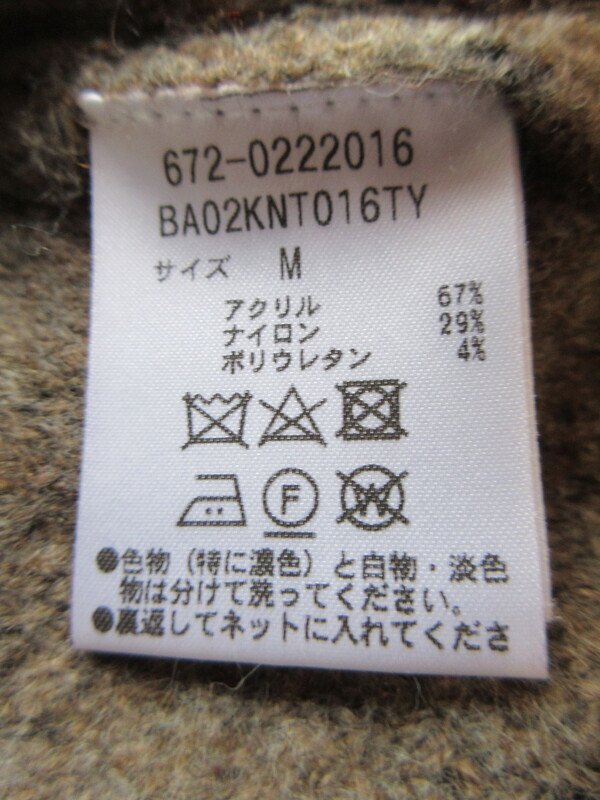 672-0222016
BA02KNT016TY
サイズ M
アクリル 67%
ナイロン 29%
ポリウレタン 4%
F
W
●色物(特に濃色)と白物・淡色
物は分けて洗ってください。
●裏返してネットに入れてくださ